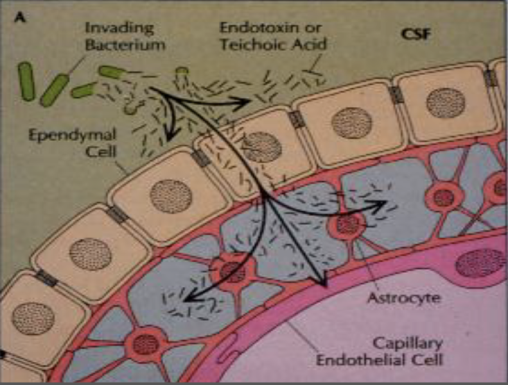 A
Invading
Bacterium
Endotoxin or
Teichoic Acid
CSF
Ependymal
Cell
Astrocyte
Capillary
Endothelial Cell